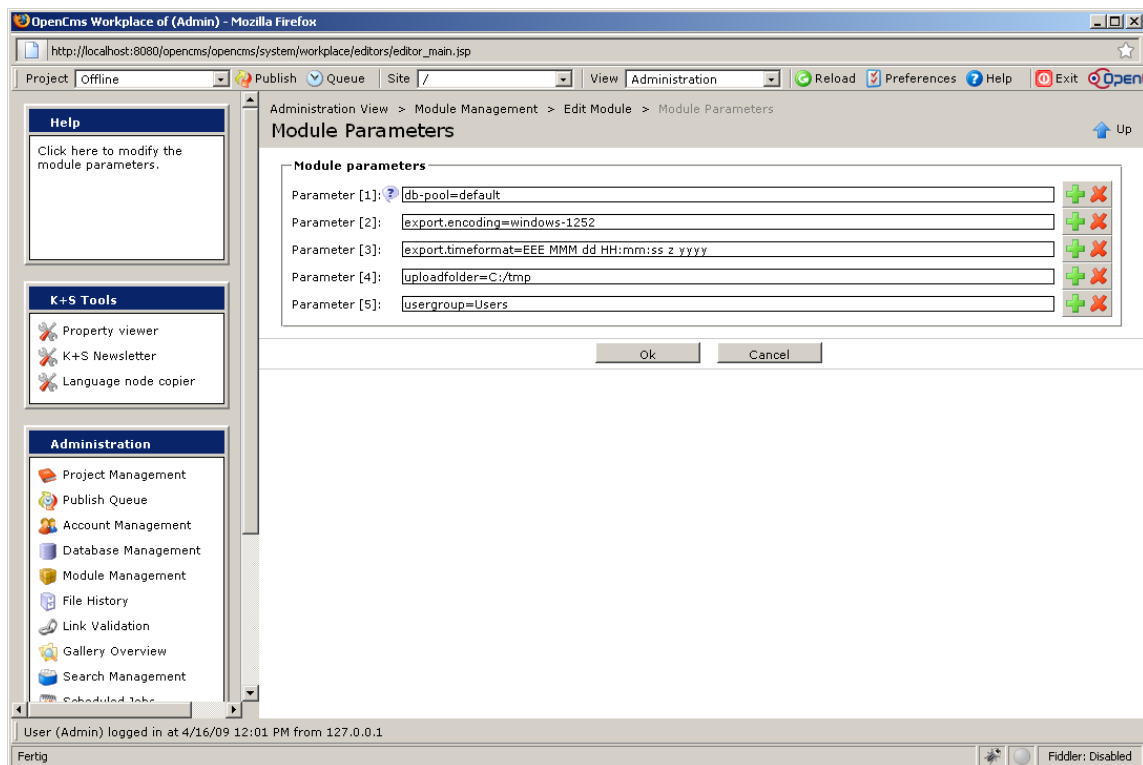 OpenCms Workplace of (Admin) - Mozilla Firefox
http://localhost:8080/opencms/opencms/system/workplace/editors/editor_main.jsp
Project Offline Publish Queue Site / View Administration Reload Preferences Help Exit Open
Help
Click here to modify the
module parameters.
K+S Tools
Property viewer
K+S Newsletter
Language node copier
Administration
Project Management
Publish Queue
Account Management
Database Management
Module Management
File History
Link Validation
Gallery Overview
Search Management
Scheduled Jobs
Administration View > Module Management > Edit Module > Module Parameters
Module Parameters
Up
Module parameters
Parameter [1]: db-pool=default
Parameter [2]: export.encoding=windows-1252
Parameter [3]: export.timeformat=EEE MMM dd HH:mm:ss z yyyy
Parameter [4]: uploadfolder=C:/tmp
Parameter [5]: usergroup=Users
Ok Cancel
User (Admin) logged in at 4/16/09 12:01 PM from 127.0.0.1
Fertig Fiddler: Disabled